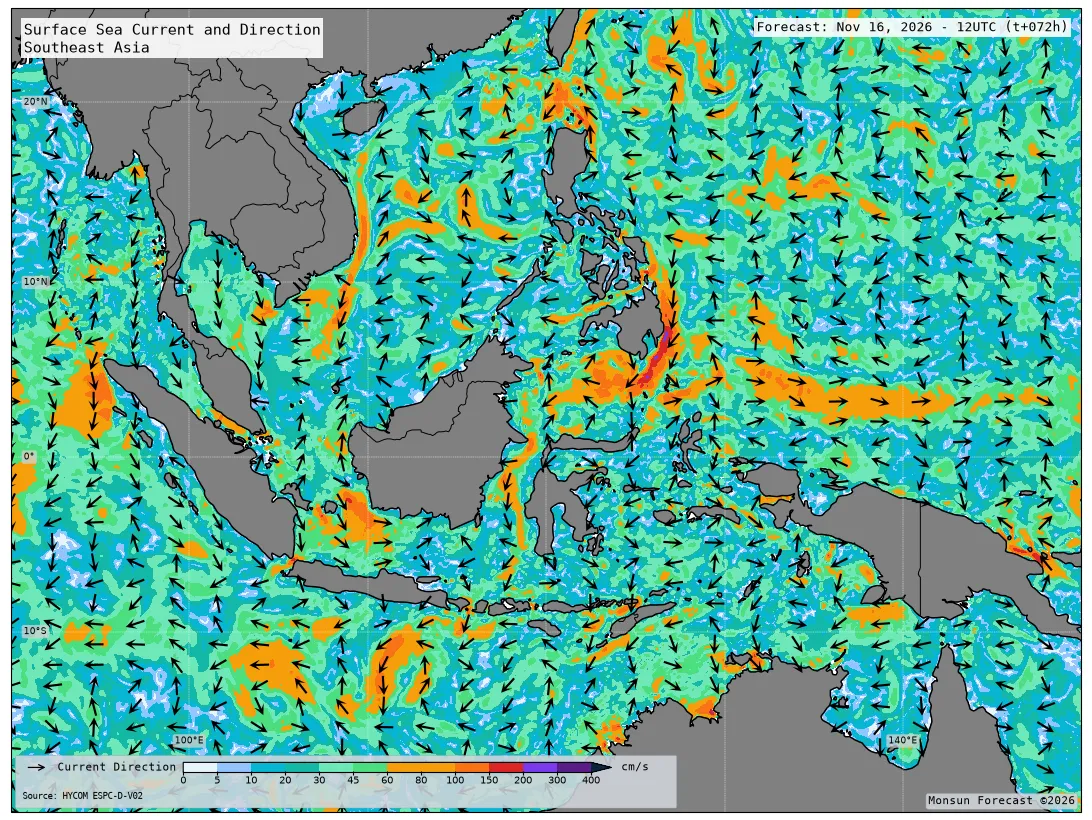 Surface Sea Current and Direction
Southeast Asia
Forecast: Nov 16, 2026 - 12UTC (t+072h)
20°N
10°N
0°
10°S
100°E
140°E
Current Direction
cm/s
0 5 10 20 30 45 60 80 100 150 200 300 400
Source: HYCOM ESPC-D-V02
Monsun Forecast ©2026